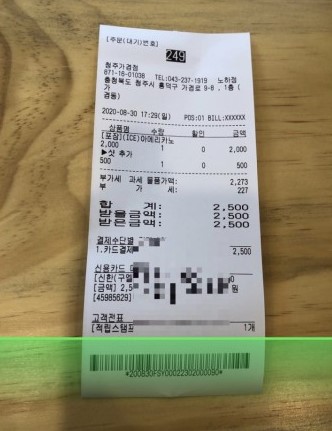 [주문(대기)번호]
249
청주가경점
871-16-01038 TEL:043-237-1919 노하정
충청북도 청주시 흥덕구 가경로 9-8 , 1층 (
가
경동)
2020-08-30 17:29(일) POS:01 BILL:XXXXXX
상품명 수량 할인 금액
[포장](ICE)아메리카노
2,000 1 0 2,000
▶샷 추가
500 1 0 500
부가세 과세 물품가액: 2,273
부 가 세: 227
합 계: 2,500
받을금액: 2,500
받은금액: 2,500
결제수단별
1.카드결제 2,500
신용카드
[신한(구엘
[금액] 2,5 원
[45985629]
고객전표
[적립스탬프 1개
*200830FSY00022302000090*